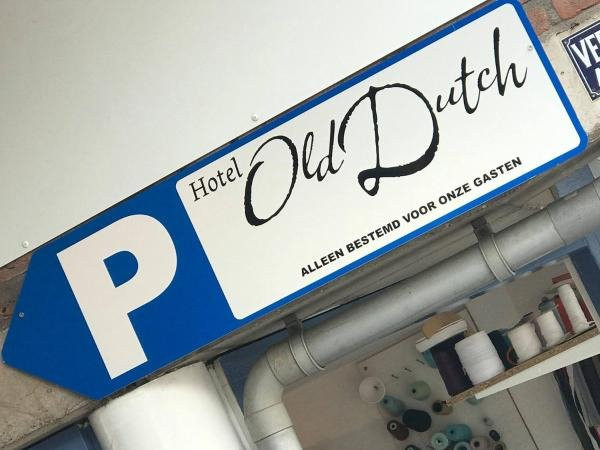 P
Hotel Old Dutch
ALLEEN BESTEMD VOOR ONZE GASTEN